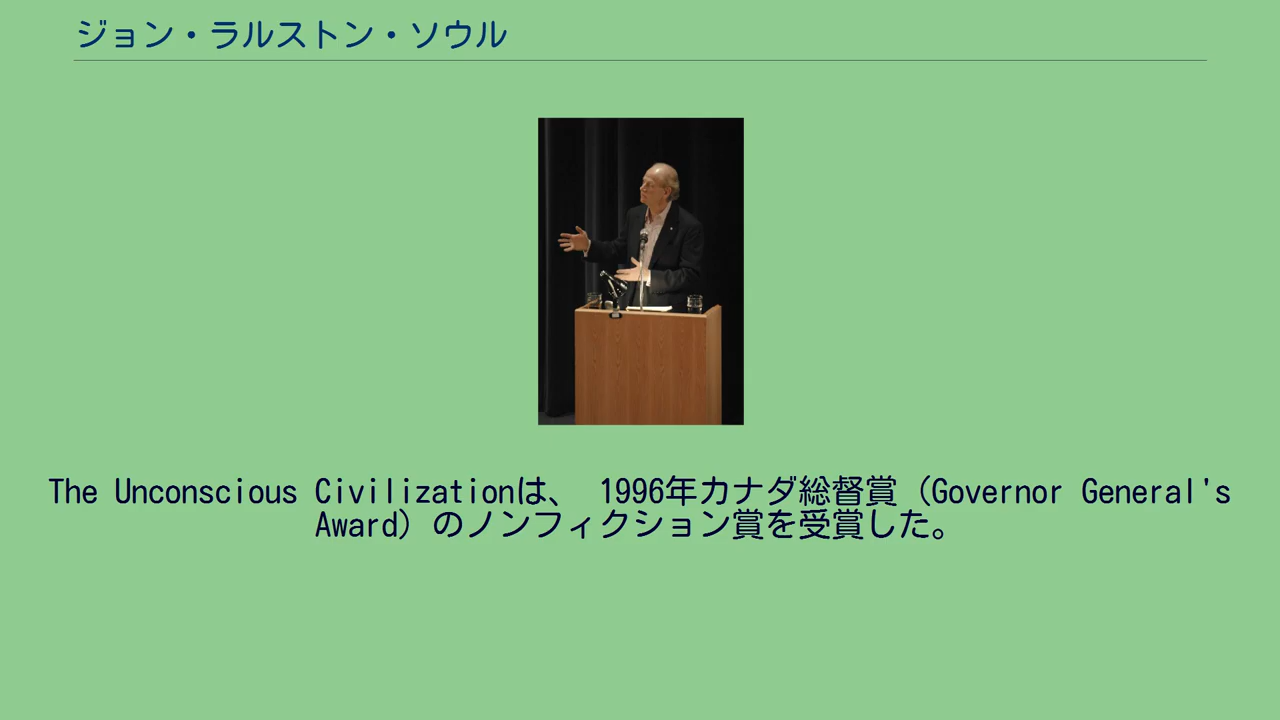 ジョン・ラルストン・ソウル
The Unconscious Civilizationは、 1996年カナダ総督賞（Governor General's
Award）のノンフィクション賞を受賞した。